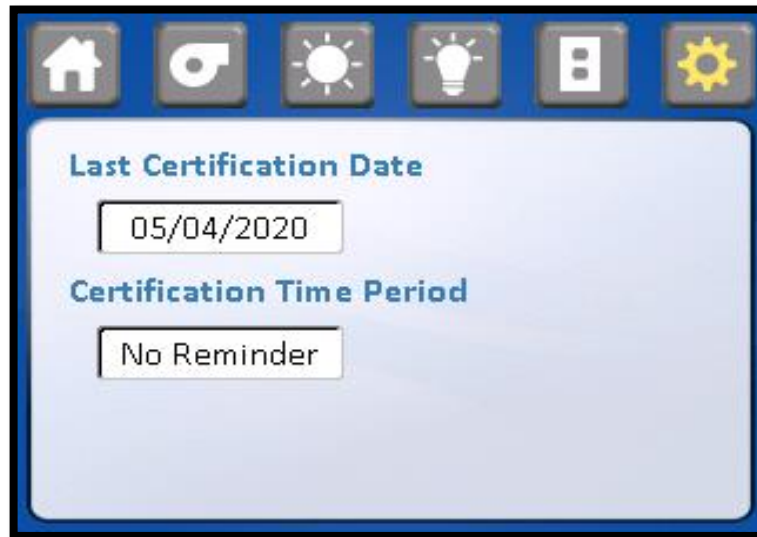 Last Certification Date
05/04/2020
Certification Time Period
No Reminder